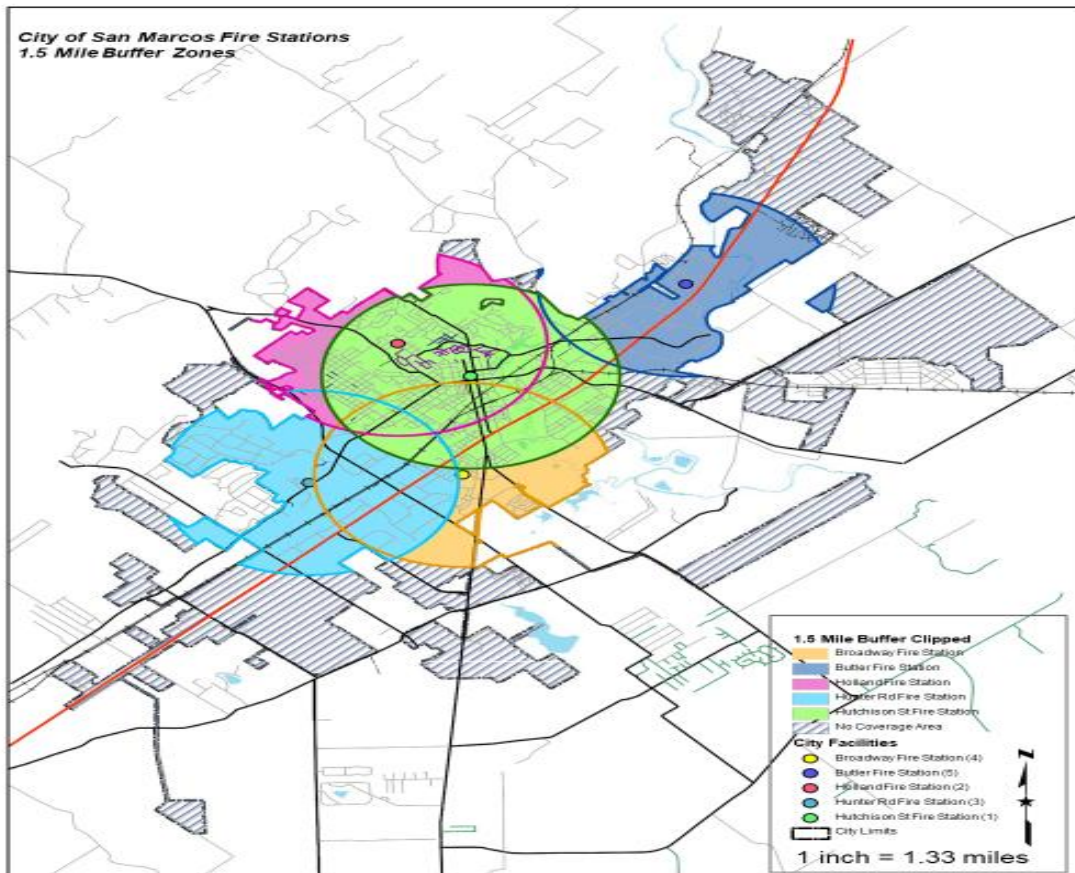 City of San Marcos Fire Stations
1.5 Mile Buffer Zones
1.5 Mile Buffer Clipped
Broadway Fire Station
Butler Fire Station
Holland Fire Station
Hunter Rd Fire Station
Hutchison St Fire Station
No Coverage Area
City Facilities
Broadway Fire Station (4)
Butler Fire Station (5)
Holland Fire Station (2)
Hunter Rd Fire Station (3)
Hutchison St Fire Station (1)
City Limits
N
1 inch = 1.33 miles